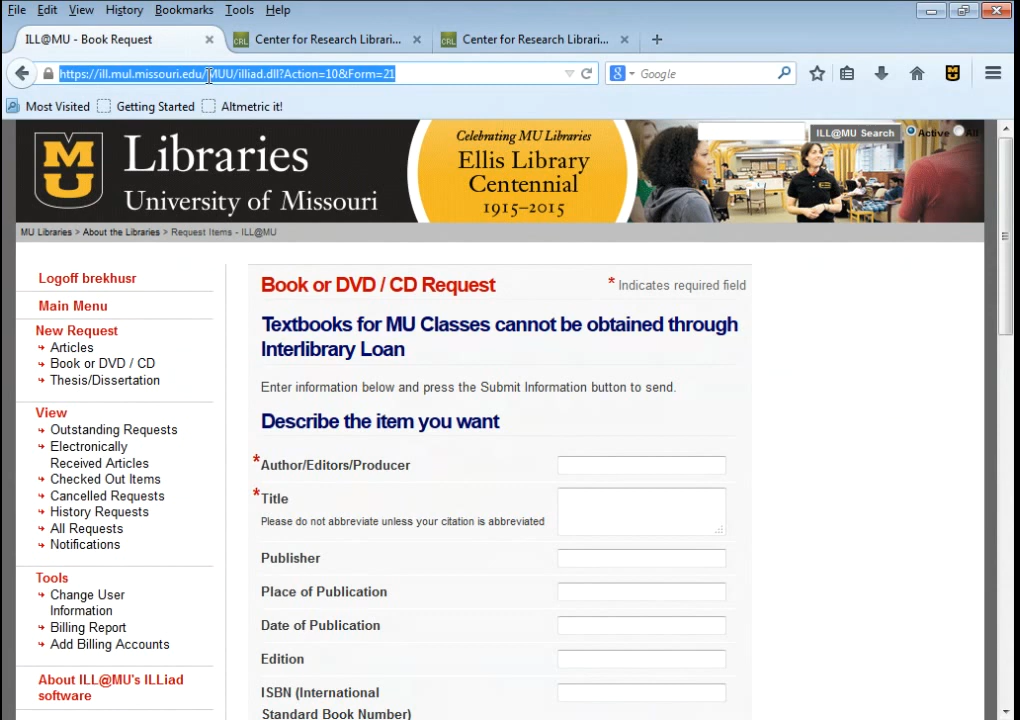 File Edit View History Bookmarks Tools Help
ILL@MU - Book Request × CRL Center for Research Librari... × CRL Center for Research Librari... × +
https://ill.mul.missouri.edu/MUU/illiad.dll?Action=10&Form=21
Google
Most Visited Getting Started Altmetric it!
MU Libraries University of Missouri
Celebrating MU Libraries
Ellis Library
Centennial
1915–2015
ILL@MU Search Active All
MU Libraries > About the Libraries > Request Items - ILL@MU
Logoff brekhusr
Main Menu
New Request
Articles
Book or DVD / CD
Thesis/Dissertation
View
Outstanding Requests
Electronically
Received Articles
Checked Out Items
Cancelled Requests
History Requests
All Requests
Notifications
Tools
Change User
Information
Billing Report
Add Billing Accounts
About ILL@MU's ILLiad
software
Book or DVD / CD Request * Indicates required field
Textbooks for MU Classes cannot be obtained through
Interlibrary Loan
Enter information below and press the Submit Information button to send.
Describe the item you want
* Author/Editors/Producer
* Title
Please do not abbreviate unless your citation is abbreviated
Publisher
Place of Publication
Date of Publication
Edition
ISBN (International
Standard Book Number)